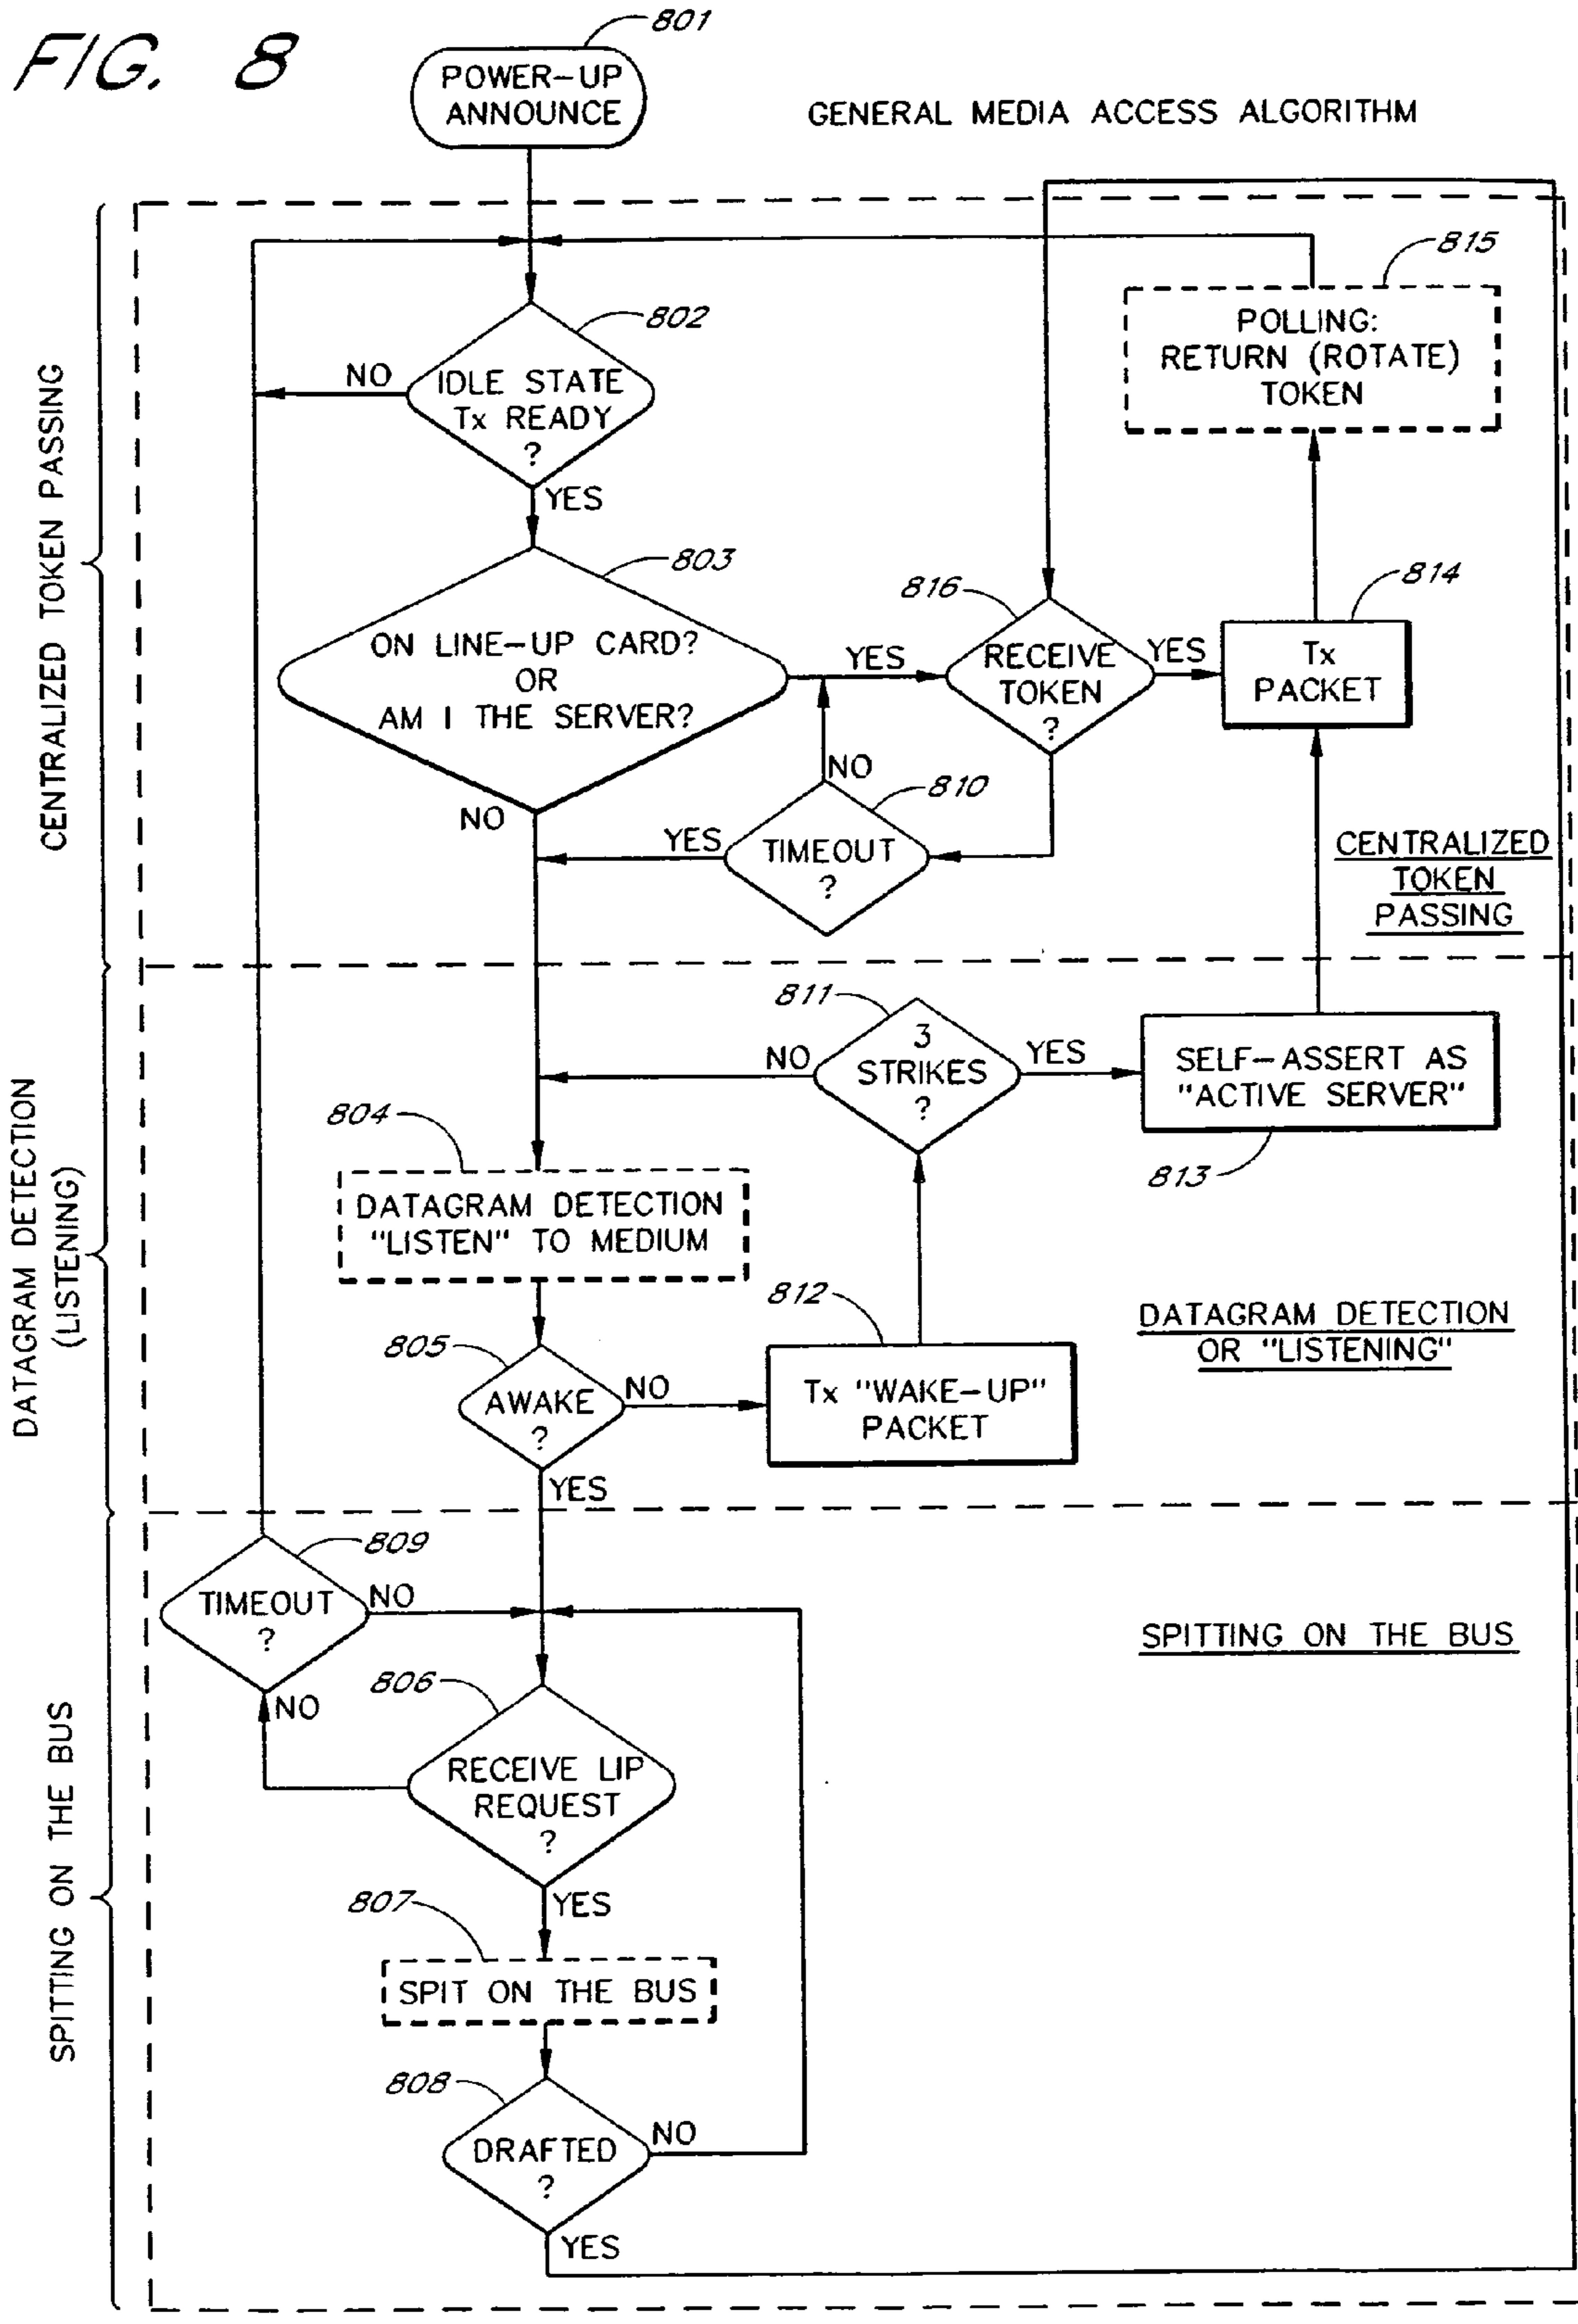 FIG. 8
801
POWER-UP
ANNOUNCE
GENERAL MEDIA ACCESS ALGORITHM
CENTRALIZED TOKEN PASSING
802
IDLE STATE
Tx READY
?
NO
YES
815
POLLING:
RETURN (ROTATE)
TOKEN
803
ON LINE-UP CARD?
OR
AM I THE SERVER?
YES
NO
816
RECEIVE
TOKEN
?
YES
814
Tx
PACKET
810
TIMEOUT
?
NO
YES
CENTRALIZED
TOKEN
PASSING
DATAGRAM DETECTION
(LISTENING)
811
3
STRIKES
?
NO
YES
SELF-ASSERT AS
"ACTIVE SERVER"
813
804
DATAGRAM DETECTION
"LISTEN" TO MEDIUM
805
AWAKE
?
NO
YES
812
Tx "WAKE-UP"
PACKET
DATAGRAM DETECTION
OR "LISTENING"
SPITTING ON THE BUS
809
TIMEOUT
?
NO
NO
SPITTING ON THE BUS
806
RECEIVE LIP
REQUEST
?
YES
807
SPIT ON THE BUS
808
DRAFTED
?
NO
YES